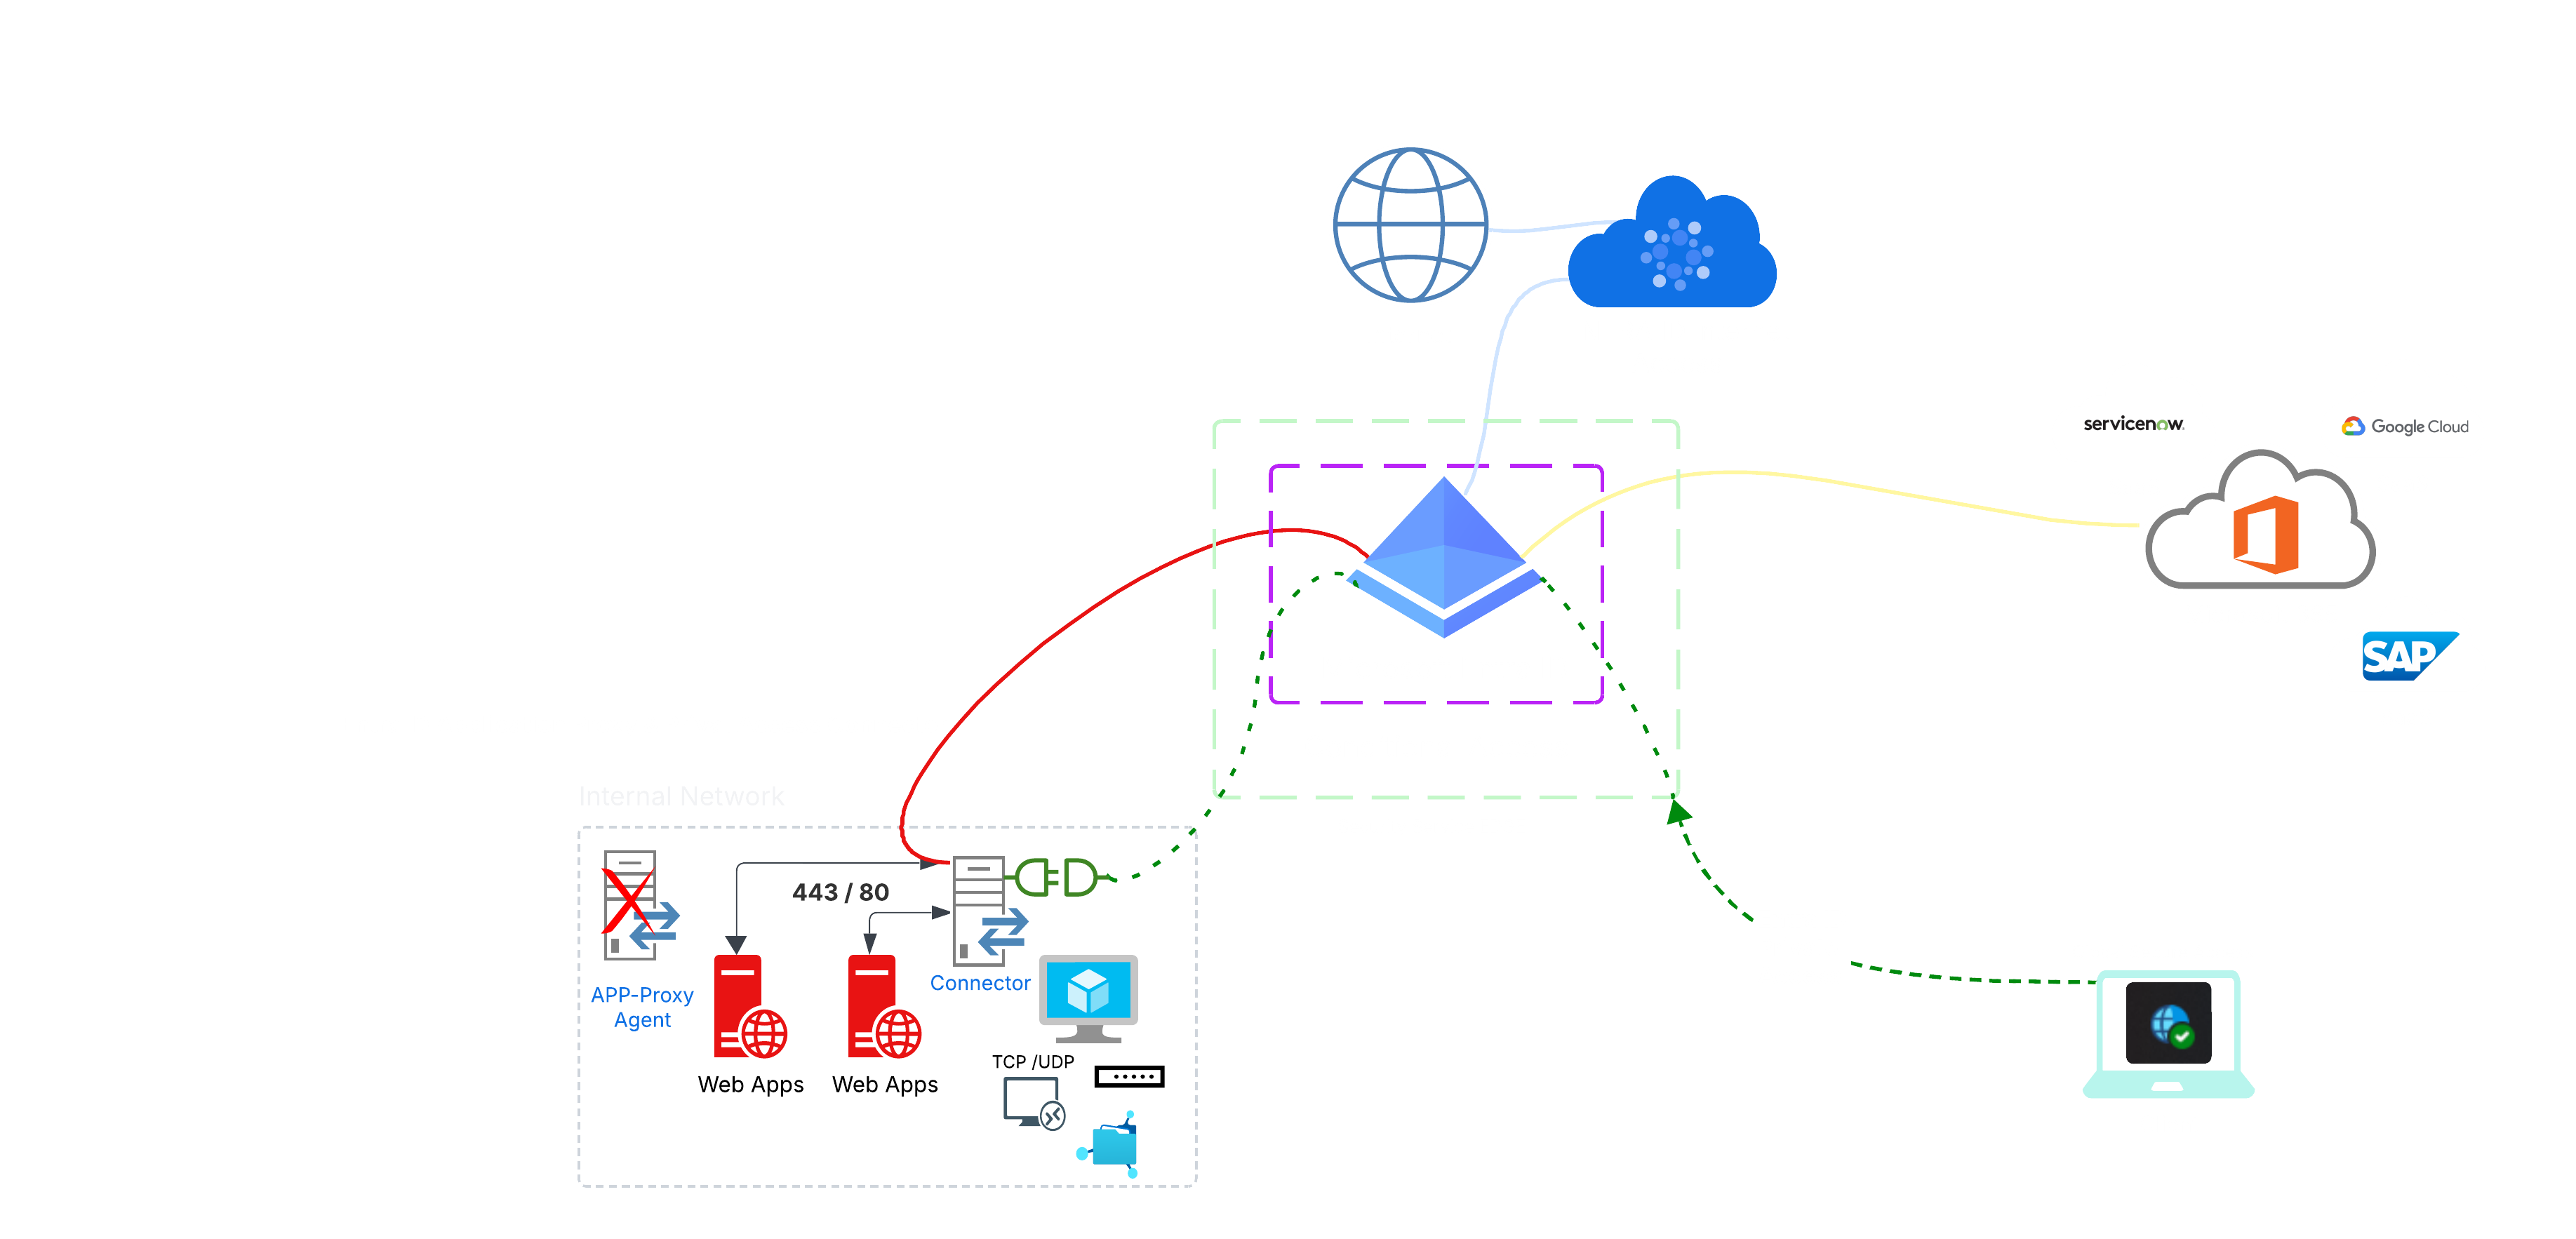 servicenow
Google Cloud
SAP
Internal Network
443 / 80
Connector
APP-Proxy
Agent
TCP /UDP
Web Apps
Web Apps